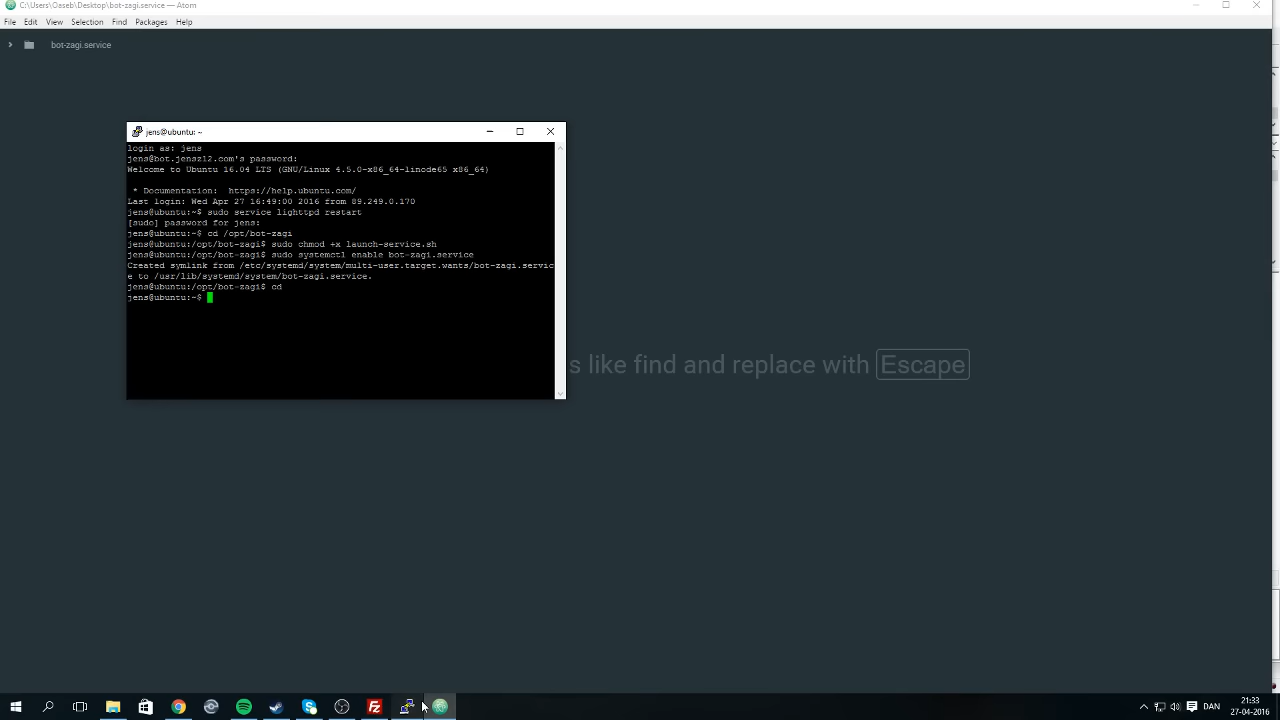 C:\Users\Oaseb\Desktop\bot-zagi.service — Atom
File Edit View Selection Find Packages Help
bot-zagi.service
jens@ubuntu: ~
login as: jens
jens@bot.jensz12.com's password:
Welcome to Ubuntu 16.04 LTS (GNU/Linux 4.5.0-x86_64-linode65 x86_64)
* Documentation:  https://help.ubuntu.com/
Last login: Wed Apr 27 16:49:00 2016 from 89.249.0.170
jens@ubuntu:~$ sudo service lighttpd restart
[sudo] password for jens:
jens@ubuntu:~$ cd /opt/bot-zagi
jens@ubuntu:/opt/bot-zagi$ sudo chmod +x launch-service.sh
jens@ubuntu:/opt/bot-zagi$ sudo systemctl enable bot-zagi.service
Created symlink from /etc/systemd/system/multi-user.target.wants/bot-zagi.servic
e to /usr/lib/systemd/system/bot-zagi.service.
jens@ubuntu:/opt/bot-zagi$ cd
jens@ubuntu:~$
s like find and replace with Escape
DAN
21:33
27-04-2016